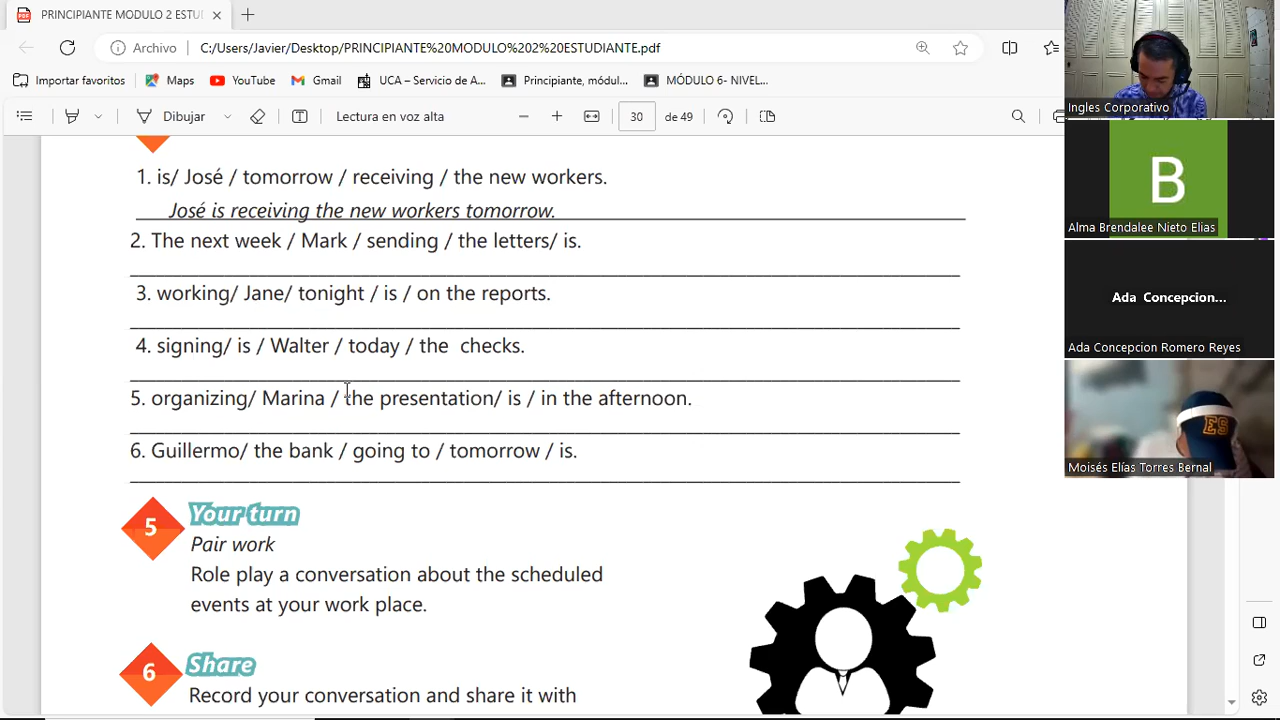 PRINCIPIANTE MODULO 2 ESTUD
Archivo
C:/Users/Javier/Desktop/PRINCIPIANTE%20MODULO%202%20ESTUDIANTE.pdf
Importar favoritos
Maps
YouTube
Gmail
UCA – Servicio de A...
Principiante, módul...
MÓDULO 6- NIVEL...
Dibujar
Lectura en voz alta
30
de 49
1. is/ José / tomorrow / receiving / the new workers.
José is receiving the new workers tomorrow.
2. The next week / Mark / sending / the letters/ is.
3. working/ Jane/ tonight / is / on the reports.
4. signing/ is / Walter / today / the checks.
5. organizing/ Marina / the presentation/ is / in the afternoon.
6. Guillermo/ the bank / going to / tomorrow / is.
5
Your turn
Pair work
Role play a conversation about the scheduled
events at your work place.
6
Share
Record your conversation and share it with
Ingles Corporativo
B
Alma Brendalee Nieto Elias
Ada Concepcion...
Ada Concepcion Romero Reyes
ES
Moisés Elías Torres Bernal